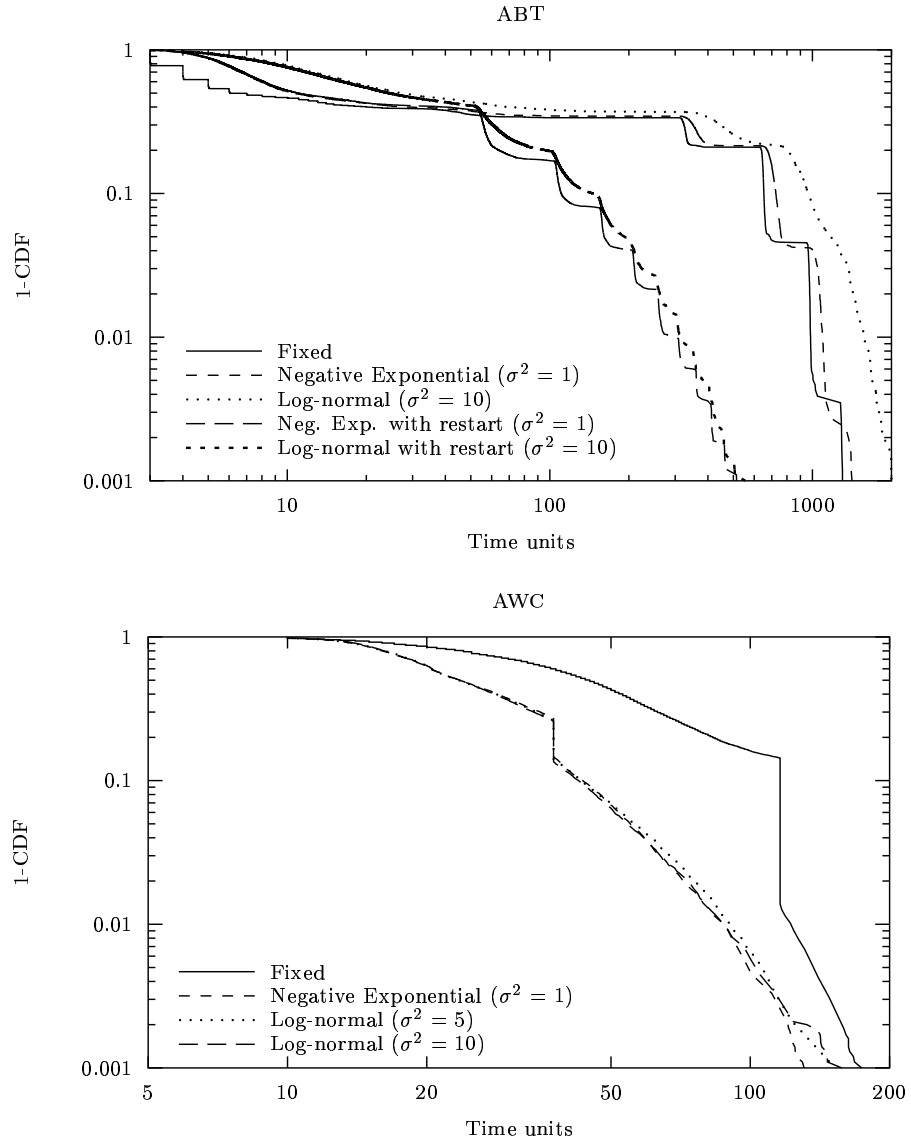 ABT
1
0.1
0.01
0.001
1-CDF
Fixed
Negative Exponential (σ² = 1)
Log-normal (σ² = 10)
Neg. Exp. with restart (σ² = 1)
Log-normal with restart (σ² = 10)
10 100 1000
Time units
AWC
1
0.1
0.01
0.001
1-CDF
Fixed
Negative Exponential (σ² = 1)
Log-normal (σ² = 5)
Log-normal (σ² = 10)
5 10 20 50 100 200
Time units